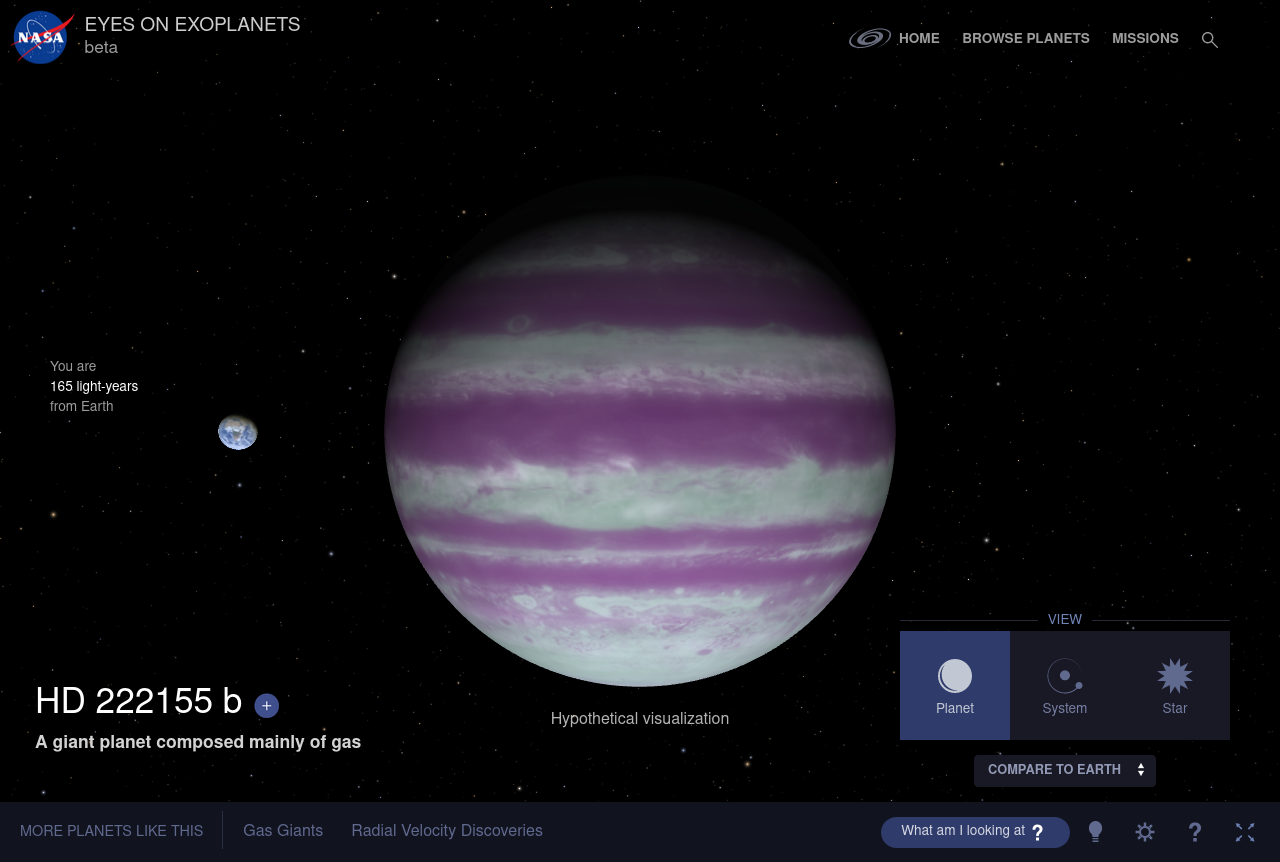 NASA
EYES ON EXOPLANETS
beta
HOME
BROWSE PLANETS
MISSIONS
You are
165 light-years
from Earth
HD 222155 b +
A giant planet composed mainly of gas
Hypothetical visualization
VIEW
Planet
System
Star
COMPARE TO EARTH
MORE PLANETS LIKE THIS
Gas Giants
Radial Velocity Discoveries
What am I looking at ?
?